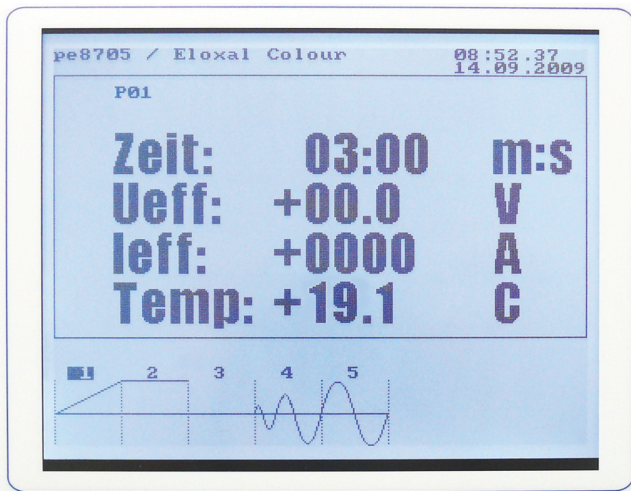 pe8705 / Eloxal Colour 08:52.37
14.09.2009
P01
Zeit: 03:00 m:s
Ueff: +00.0 V
Ieff: +0000 A
Temp: +19.1 C
1 2 3 4 5